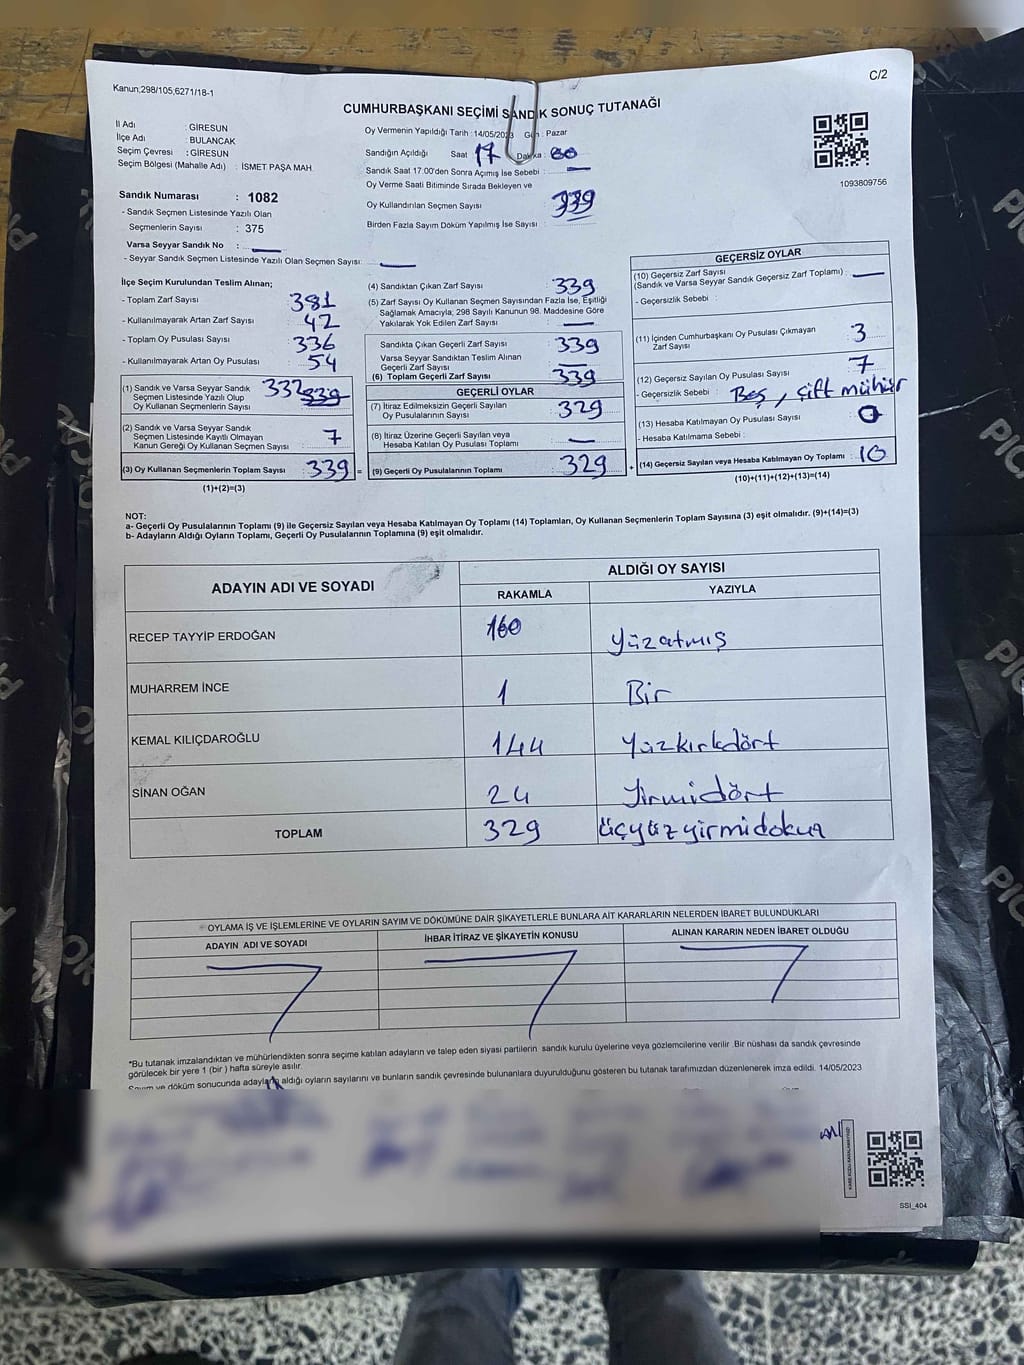 C/2
Kanun;298/105,6271/18-1
CUMHURBAŞKANI SEÇİMİ SANDIK SONUÇ TUTANAĞI
İl Adı : GİRESUN
İlçe Adı : BULANCAK
Seçim Çevresi : GİRESUN
Seçim Bölgesi (Mahalle Adı) : İSMET PAŞA MAH
Sandık Numarası : 1082
- Sandık Seçmen Listesinde Yazılı Olan
Seçmenlerin Sayısı : 375
Varsa Seyyar Sandık No :
- Seyyar Sandık Seçmen Listesinde Yazılı Olan Seçmen Sayısı:
Oy Vermenin Yapıldığı Tarih :14/05/2023 Gün : Pazar
Sandığın Açıldığı Saat 17 Dakika : 00
Sandık Saat 17.00'den Sonra Açımış İse Sebebi :
Oy Verme Saati Bitiminde Sırada Bekleyen ve
Oy Kullandırılan Seçmen Sayısı 339
Birden Fazla Sayım Döküm Yapılmış İse Sayısı :
1093809756
İlçe Seçim Kurulundan Teslim Alınan;
- Toplam Zarf Sayısı 381
- Kullanılmayarak Artan Zarf Sayısı : 42
- Toplam Oy Pusulası Sayısı : 336
- Kullanılmayarak Artan Oy Pusulası : 54
(1) Sandık ve Varsa Seyyar Sandık 332 339
Seçmen Listesinde Yazılı Olup
Oy Kullanan Seçmenlerin Sayısı
(2) Sandık ve Varsa Seyyar Sandık
Seçmen Listesinde Kayıtlı Olmayan 7
Kanun Gereği Oy Kullanan Seçmen Sayısı
(3) Oy Kullanan Seçmenlerin Toplam Sayısı 339 =
(1)+(2)=(3)
(4) Sandıktan Çıkan Zarf Sayısı : 339
(5) Zarf Sayısı Oy Kullanan Seçmen Sayısından Fazla İse, Eşitliği
Sağlamak Amacıyla; 298 Sayılı Kanunun 98. Maddesine Göre
Yakılarak Yok Edilen Zarf Sayısı :
Sandıkta Çıkan Geçerli Zarf Sayısı : 339
Varsa Seyyar Sandıktan Teslim Alınan
Geçerli Zarf Sayısı
(6) Toplam Geçerli Zarf Sayısı : 339
GEÇERLİ OYLAR
(7) İtiraz Edilmeksizin Geçerli Sayılan
Oy Pusulalarının Sayısı : 329
(8) İtiraz Üzerine Geçerli Sayılan veya
Hesaba Katılan Oy Pusulası Toplamı :
(9) Geçerli Oy Pusulalarının Toplamı : 329 +
GEÇERSİZ OYLAR
(10) Geçersiz Zarf Sayısı
(Sandık ve Varsa Seyyar Sandık Geçersiz Zarf Toplamı) :
- Geçersizlik Sebebi :
(11) İçinden Cumhurbaşkanı Oy Pusulası Çıkmayan
Zarf Sayısı : 3
(12) Geçersiz Sayılan Oy Pusulası Sayısı : 7
- Geçersizlik Sebebi : Boş, çift mühür
(13) Hesaba Katılmayan Oy Pusulası Sayısı : 0
- Hesaba Katılmama Sebebi :
(14) Geçersiz Sayılan veya Hesaba Katılmayan Oy Toplamı : 10
(10)+(11)+(12)+(13)=(14)
NOT:
a- Geçerli Oy Pusulalarının Toplamı (9) ile Geçersiz Sayılan veya Hesaba Katılmayan Oy Toplamı (14) Toplamları, Oy Kullanan Seçmenlerin Toplam Sayısına (3) eşit olmalıdır. (9)+(14)=(3)
b- Adayların Aldığı Oyların Toplamı, Geçerli Oy Pusulalarının Toplamına (9) eşit olmalıdır.
ADAYIN ADI VE SOYADI
ALDIĞI OY SAYISI
RAKAMLA YAZIYLA
RECEP TAYYİP ERDOĞAN 160 yüzatmış
MUHARREM İNCE 1 Bir
KEMAL KILIÇDAROĞLU 144 Yüzkırkdört
SİNAN OĞAN 24 Yirmidört
TOPLAM 329 üçyüzyirmidokuz
OYLAMA İŞ VE İŞLEMLERİNE VE OYLARIN SAYIM VE DÖKÜMÜNE DAİR ŞİKAYETLERLE BUNLARA AİT KARARLARIN NELERDEN İBARET BULUNDUKLARI
ADAYIN ADI VE SOYADI İHBAR İTİRAZ VE ŞİKAYETİN KONUSU ALINAN KARARIN NEDEN İBARET OLDUĞU
*Bu tutanak imzalandıktan ve mühürlendikten sonra seçime katılan adayların ve talep eden siyasi partilerin sandık kurulu üyelerine veya gözlemcilerine verilir. Bir nüshası da sandık çevresinde
görülecek bir yere 1 (bir ) hafta süreyle asılır.
Sayım ve döküm sonucunda adayların aldığı oyların sayılarını ve bunların sandık çevresinde bulunanlara duyurulduğunu gösteren bu tutanak tarafımızdan düzenlenerek imza edildi. 14/05/2023
SSI_404